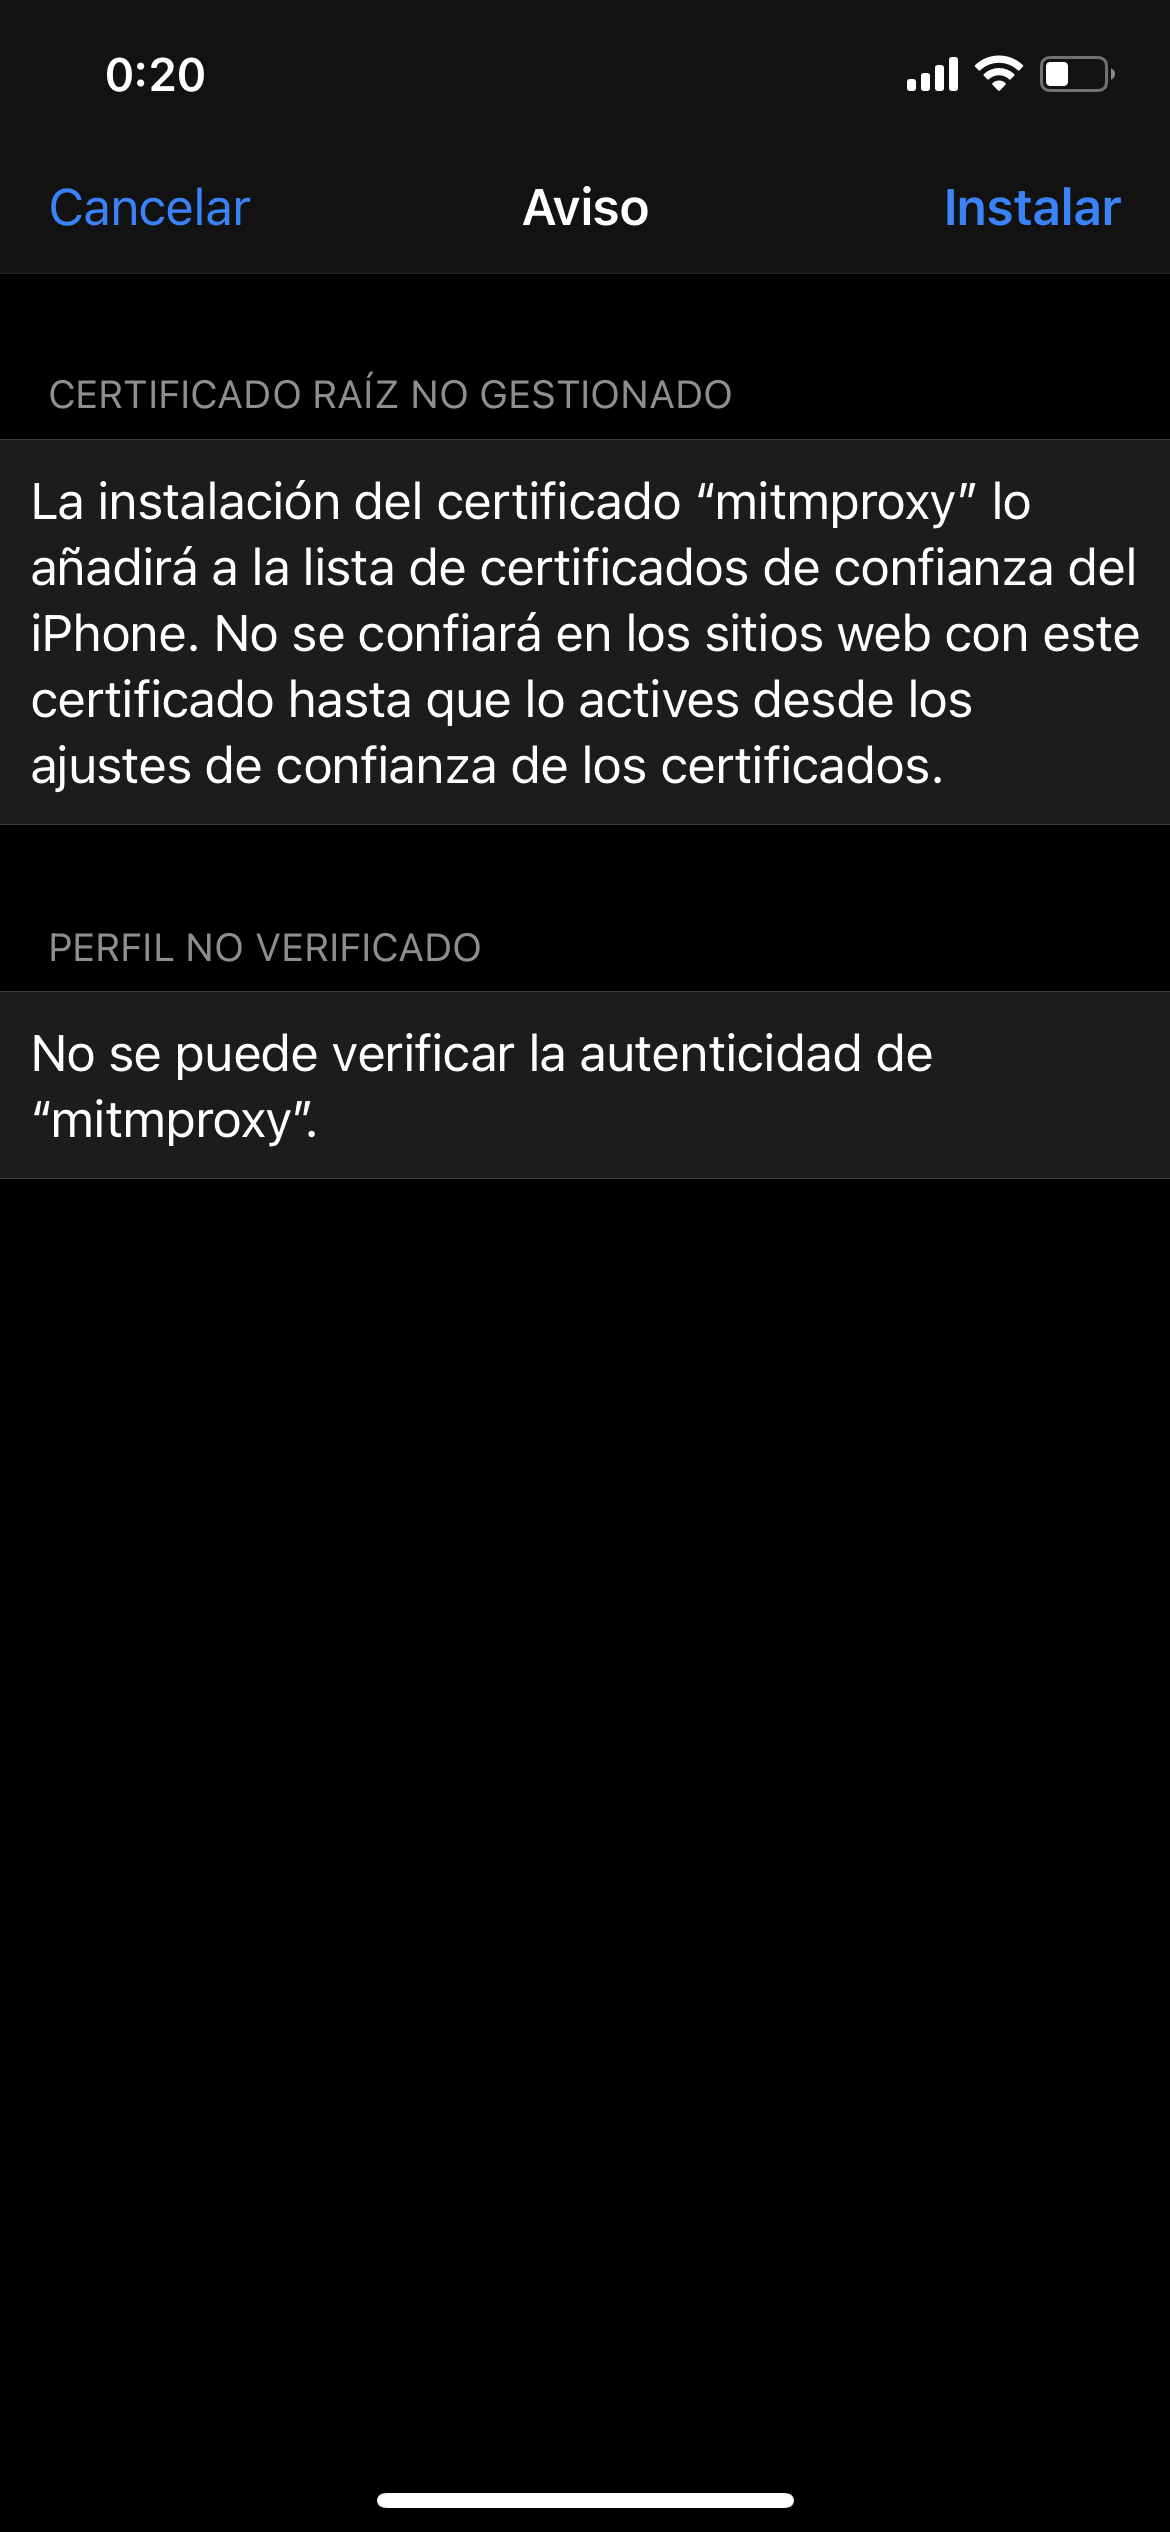 0:20
Cancelar
Aviso
Instalar
CERTIFICADO RAÍZ NO GESTIONADO
La instalación del certificado “mitmproxy” lo
añadirá a la lista de certificados de confianza del
iPhone. No se confiará en los sitios web con este
certificado hasta que lo actives desde los
ajustes de confianza de los certificados.
PERFIL NO VERIFICADO
No se puede verificar la autenticidad de
“mitmproxy”.